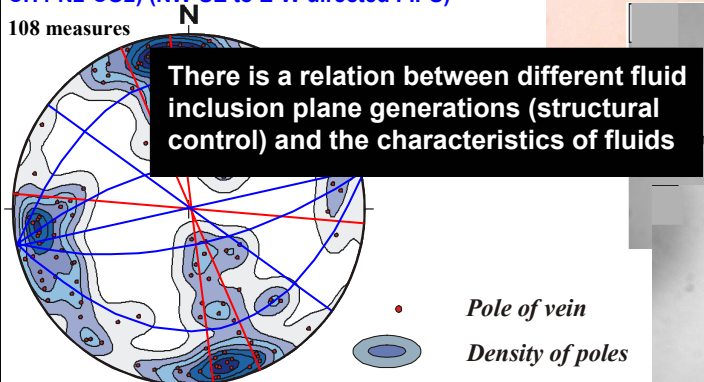 N
108 measures
There is a relation between different fluid
inclusion plane generations (structural
control) and the characteristics of fluids
Pole of vein
Density of poles